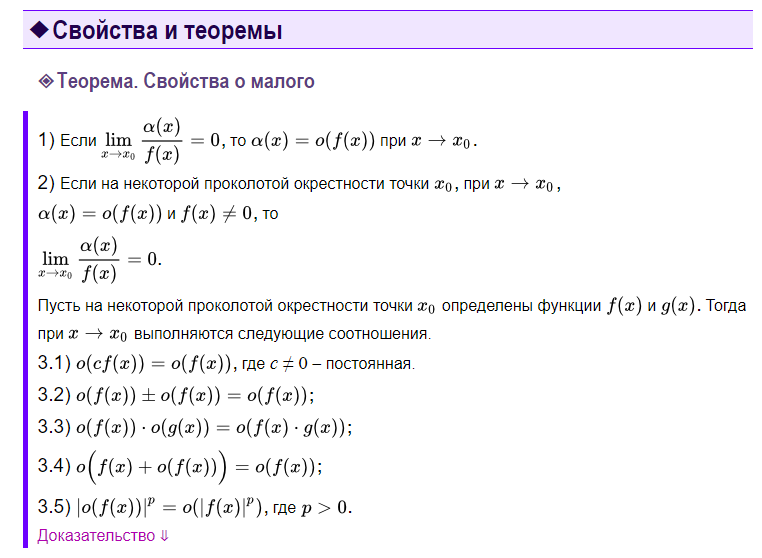 ◆Свойства и теоремы
◈Теорема. Свойства о малого
1) Если lim x→x₀ α(x)/f(x) = 0, то α(x) = o(f(x)) при x → x₀.
2) Если на некоторой проколотой окрестности точки x₀, при x → x₀,
α(x) = o(f(x)) и f(x) ≠ 0, то
lim x→x₀ α(x)/f(x) = 0.
Пусть на некоторой проколотой окрестности точки x₀ определены функции f(x) и g(x). Тогда
при x → x₀ выполняются следующие соотношения.
3.1) o(cf(x)) = o(f(x)), где c ≠ 0 – постоянная.
3.2) o(f(x)) ± o(f(x)) = o(f(x));
3.3) o(f(x)) · o(g(x)) = o(f(x) · g(x));
3.4) o(f(x) + o(f(x))) = o(f(x));
3.5) |o(f(x))|ᵖ = o(|f(x)|ᵖ), где p > 0.
Доказательство ⇓